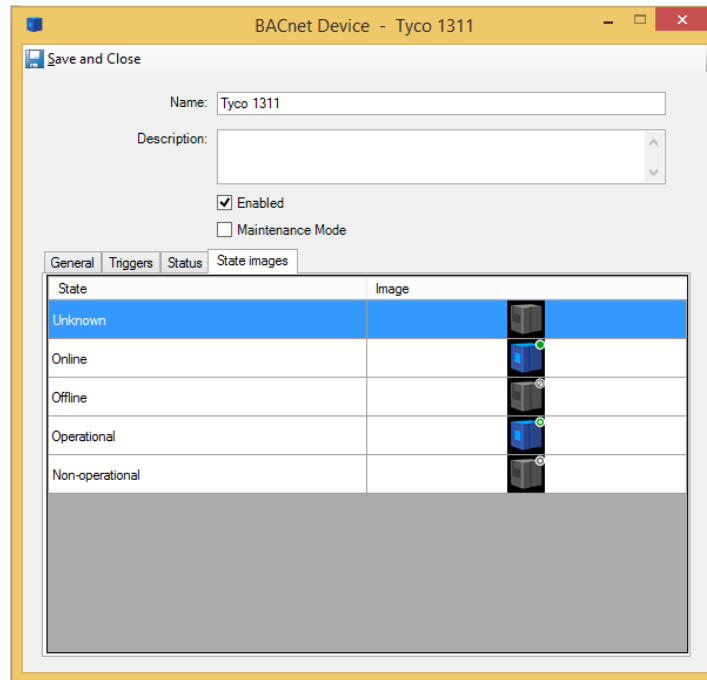 BACnet Device - Tyco 1311
Save and Close
Name: Tyco 1311
Description:
Enabled
Maintenance Mode
General Triggers Status State images
State Image
Unknown
Online
Offline
Operational
Non-operational